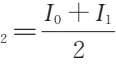 ₂ = (I₀ + I₁) / 2